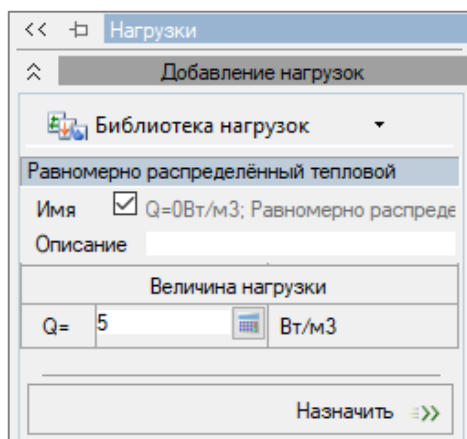 << Нагрузки
Добавление нагрузок
Библиотека нагрузок
Равномерно распределённый тепловой
Имя Q=0Вт/м3; Равномерно распреде
Описание
Величина нагрузки
Q= 5 Вт/м3
Назначить